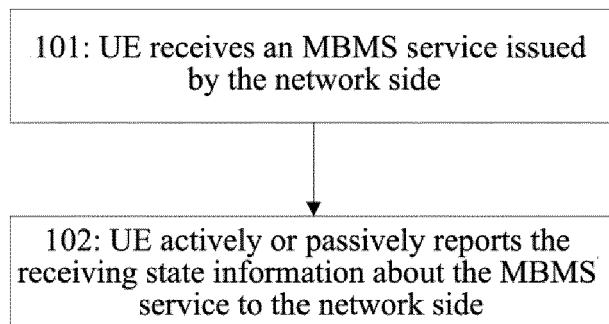 101: UE receives an MBMS service issued
by the network side
102: UE actively or passively reports the
receiving state information about the MBMS
service to the network side